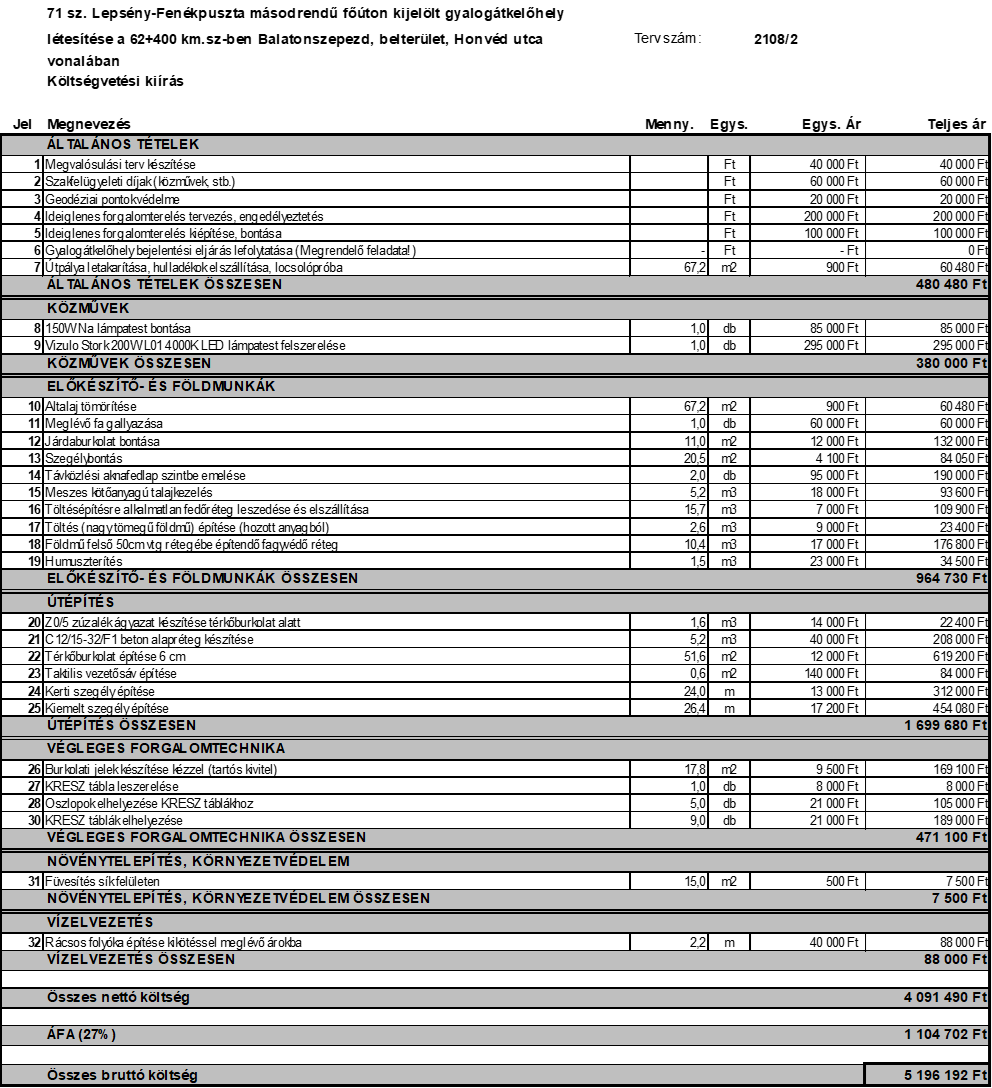 71 sz. Lepsény-Fenékpuszta másodrendű főúton kijelölt gyalogátkelőhely
létesítése a 62+400 km.sz-ben Balatonszepezd, belterület, Honvéd utca Tervszám: 2108/2
vonalában
Költségvetési kiírás
Jel Megnevezés Menny. Egys. Egys. Ár Teljes ár
ÁLTALÁNOS TÉTELEK
1 Megvalósulási terv készítése Ft 40 000 Ft 40 000 Ft
2 Szakfelügyeleti díjak (közművek, stb.) Ft 60 000 Ft 60 000 Ft
3 Geodéziai pontok védelme Ft 20 000 Ft 20 000 Ft
4 Ideiglenes forgalomterelés tervezés, engedélyeztetés Ft 200 000 Ft 200 000 Ft
5 Ideiglenes forgalomterelés kiépítése, bontása Ft 100 000 Ft 100 000 Ft
6 Gyalogátkelőhely bejelentési eljárás lefolytatása (Megrendelő feladata!) - Ft - Ft 0 Ft
7 Útpálya letakarítása, hulladékok elszállítása, locsolópróba 67,2 m2 900 Ft 60 480 Ft
ÁLTALÁNOS TÉTELEK ÖSSZESEN 480 480 Ft
KÖZMŰVEK
8 150W Na lámpatest bontása 1,0 db 85 000 Ft 85 000 Ft
9 Vizulo Stork 200W L01 4000K LED lámpatest felszerelése 1,0 db 295 000 Ft 295 000 Ft
KÖZMŰVEK ÖSSZESEN 380 000 Ft
ELŐKÉSZÍTŐ- ÉS FÖLDMUNKÁK
10 Altalaj tömörítése 67,2 m2 900 Ft 60 480 Ft
11 Meglévő fa gallyazása 1,0 db 60 000 Ft 60 000 Ft
12 Járdaburkolat bontása 11,0 m2 12 000 Ft 132 000 Ft
13 Szegélybontás 20,5 m2 4 100 Ft 84 050 Ft
14 Távközlési aknafedlap szintbe emelése 2,0 db 95 000 Ft 190 000 Ft
15 Meszes kötőanyagú talajkezelés 5,2 m3 18 000 Ft 93 600 Ft
16 Töltésépítésre alkalmatlan fedőréteg leszedése és elszállítása 15,7 m3 7 000 Ft 109 900 Ft
17 Töltés (nagytömegű földmű) építése (hozott anyagból) 2,6 m3 9 000 Ft 23 400 Ft
18 Földmű felső 50cm vtg rétegébe építendő fagyvédő réteg 10,4 m3 17 000 Ft 176 800 Ft
19 Humuszterítés 1,5 m3 23 000 Ft 34 500 Ft
ELŐKÉSZÍTŐ- ÉS FÖLDMUNKÁK ÖSSZESEN 964 730 Ft
ÚTÉPÍTÉS
20 Z0/5 zúzalék ágyazat készítése térkőburkolat alatt 1,6 m3 14 000 Ft 22 400 Ft
21 C12/15-32/F1 beton alapréteg készítése 5,2 m3 40 000 Ft 208 000 Ft
22 Térkőburkolat építése 6 cm 51,6 m2 12 000 Ft 619 200 Ft
23 Taktilis vezetősáv építése 0,6 m2 140 000 Ft 84 000 Ft
24 Kerti szegély építése 24,0 m 13 000 Ft 312 000 Ft
25 Kiemelt szegély építése 26,4 m 17 200 Ft 454 080 Ft
ÚTÉPÍTÉS ÖSSZESEN 1 699 680 Ft
VÉGLEGES FORGALOMTECHNIKA
26 Burkolati jelek készítése kézzel (tartós kivitel) 17,8 m2 9 500 Ft 169 100 Ft
27 KRESZ tábla leszerelése 1,0 db 8 000 Ft 8 000 Ft
28 Oszlopok elhelyezése KRESZ táblákhoz 5,0 db 21 000 Ft 105 000 Ft
30 KRESZ táblák elhelyezése 9,0 db 21 000 Ft 189 000 Ft
VÉGLEGES FORGALOMTECHNIKA ÖSSZESEN 471 100 Ft
NÖVÉNYTELEPÍTÉS, KÖRNYEZETVÉDELEM
31 Füvesítés síkfelületen 15,0 m2 500 Ft 7 500 Ft
NÖVÉNYTELEPÍTÉS, KÖRNYEZETVÉDELEM ÖSSZESEN 7 500 Ft
VÍZELVEZETÉS
32 Rácsos folyóka építése kikötéssel meglévő árokba 2,2 m 40 000 Ft 88 000 Ft
VÍZELVEZETÉS ÖSSZESEN 88 000 Ft
Összes nettó költség 4 091 490 Ft
ÁFA (27%) 1 104 702 Ft
Összes bruttó költség 5 196 192 Ft